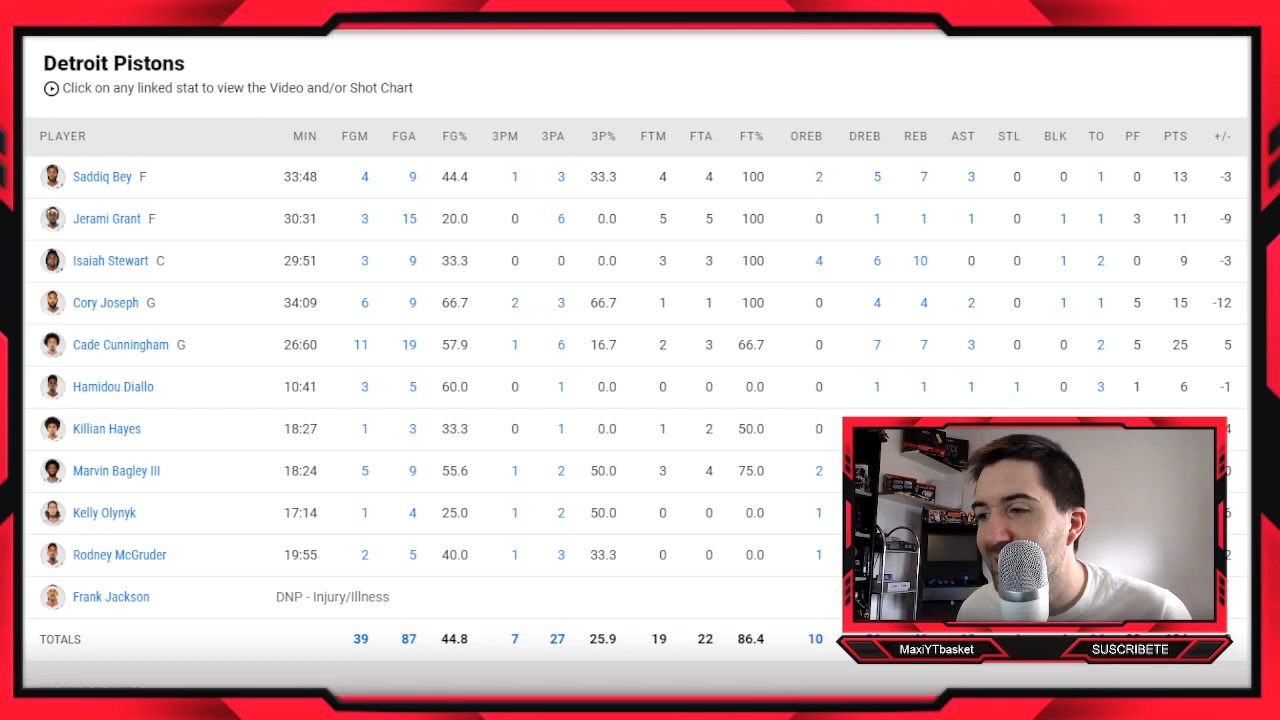 Detroit Pistons
Click on any linked stat to view the Video and/or Shot Chart
PLAYER MIN FGM FGA FG% 3PM 3PA 3P% FTM FTA FT% OREB DREB REB AST STL BLK TO PF PTS +/-
Saddiq Bey F 33:48 4 9 44.4 1 3 33.3 4 4 100 2 5 7 3 0 0 1 0 13 -3
Jerami Grant F 30:31 3 15 20.0 0 6 0.0 5 5 100 0 1 1 1 0 1 1 3 11 -9
Isaiah Stewart C 29:51 3 9 33.3 0 0 0.0 3 3 100 4 6 10 0 0 1 2 0 9 -3
Cory Joseph G 34:09 6 9 66.7 2 3 66.7 1 1 100 0 4 4 2 0 1 1 5 15 -12
Cade Cunningham G 26:60 11 19 57.9 1 6 16.7 2 3 66.7 0 7 7 3 0 0 2 5 25 5
Hamidou Diallo 10:41 3 5 60.0 0 1 0.0 0 0 0.0 0 1 1 1 1 0 3 1 6 -1
Killian Hayes 18:27 1 3 33.3 0 1 0.0 1 2 50.0 0
Marvin Bagley III 18:24 5 9 55.6 1 2 50.0 3 4 75.0 2
Kelly Olynyk 17:14 1 4 25.0 1 2 50.0 0 0 0.0 1
Rodney McGruder 19:55 2 5 40.0 1 3 33.3 0 0 0.0 1
Frank Jackson DNP - Injury/Illness
TOTALS 39 87 44.8 7 27 25.9 19 22 86.4 10
MaxiYTbasket SUSCRIBETE